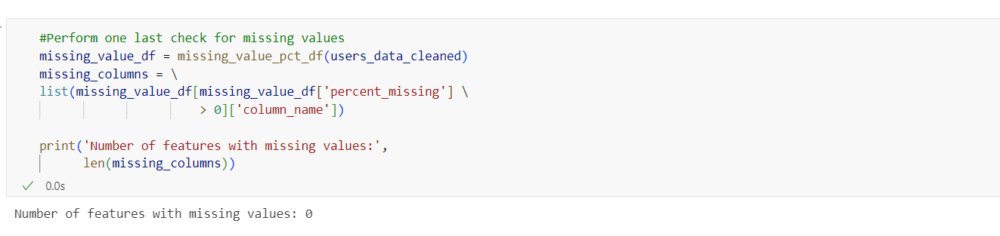 #Perform one last check for missing values
missing_value_df = missing_value_pct_df(users_data_cleaned)
missing_columns = \
list(missing_value_df[missing_value_df['percent_missing'] \
> 0]['column_name'])
print('Number of features with missing values:',
len(missing_columns))
0.0s
Number of features with missing values: 0